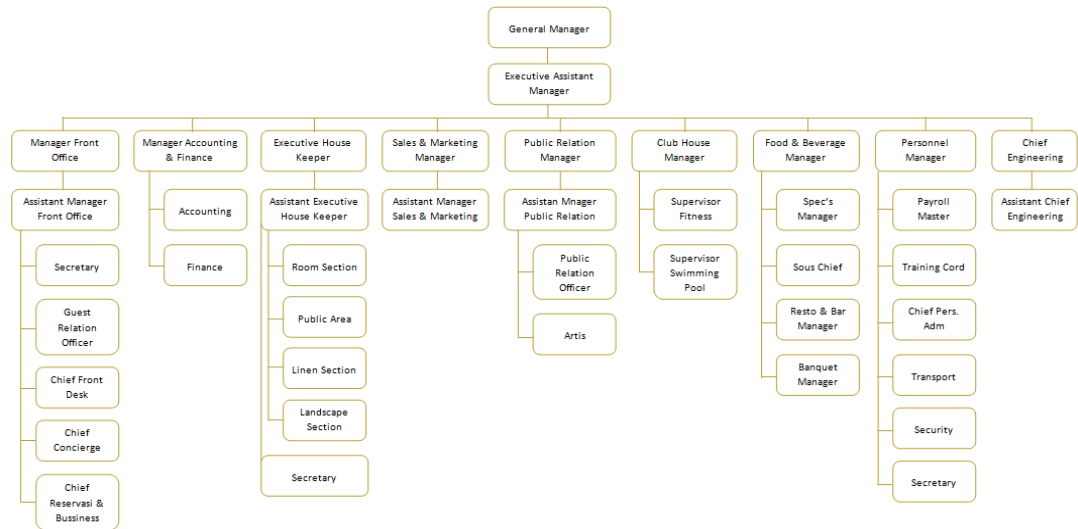 General Manager
Executive Assistant
Manager
Manager Front
Office
Manager Accounting
& Finance
Executive House
Keeper
Sales & Marketing
Manager
Public Relation
Manager
Club House
Manager
Food & Beverage
Manager
Personnel
Manager
Chief
Engineering
Assistant Manager
Front Office
Accounting
Assistant Executive
House Keeper
Assistant Manager
Sales & Marketing
Assistan Mnager
Public Relation
Supervisor
Fitness
Spec's
Manager
Payroll
Master
Assistant Chief
Engineering
Secretary
Finance
Room Section
Public
Relation
Officer
Supervisor
Swimming
Pool
Sous Chief
Training Cord
Guest
Relation
Officer
Public Area
Artis
Resto & Bar
Manager
Chief Pers.
Adm
Chief Front
Desk
Linen Section
Banquet
Manager
Transport
Chief
Concierge
Landscape
Section
Security
Chief
Reservasi &
Bussiness
Secretary
Secretary